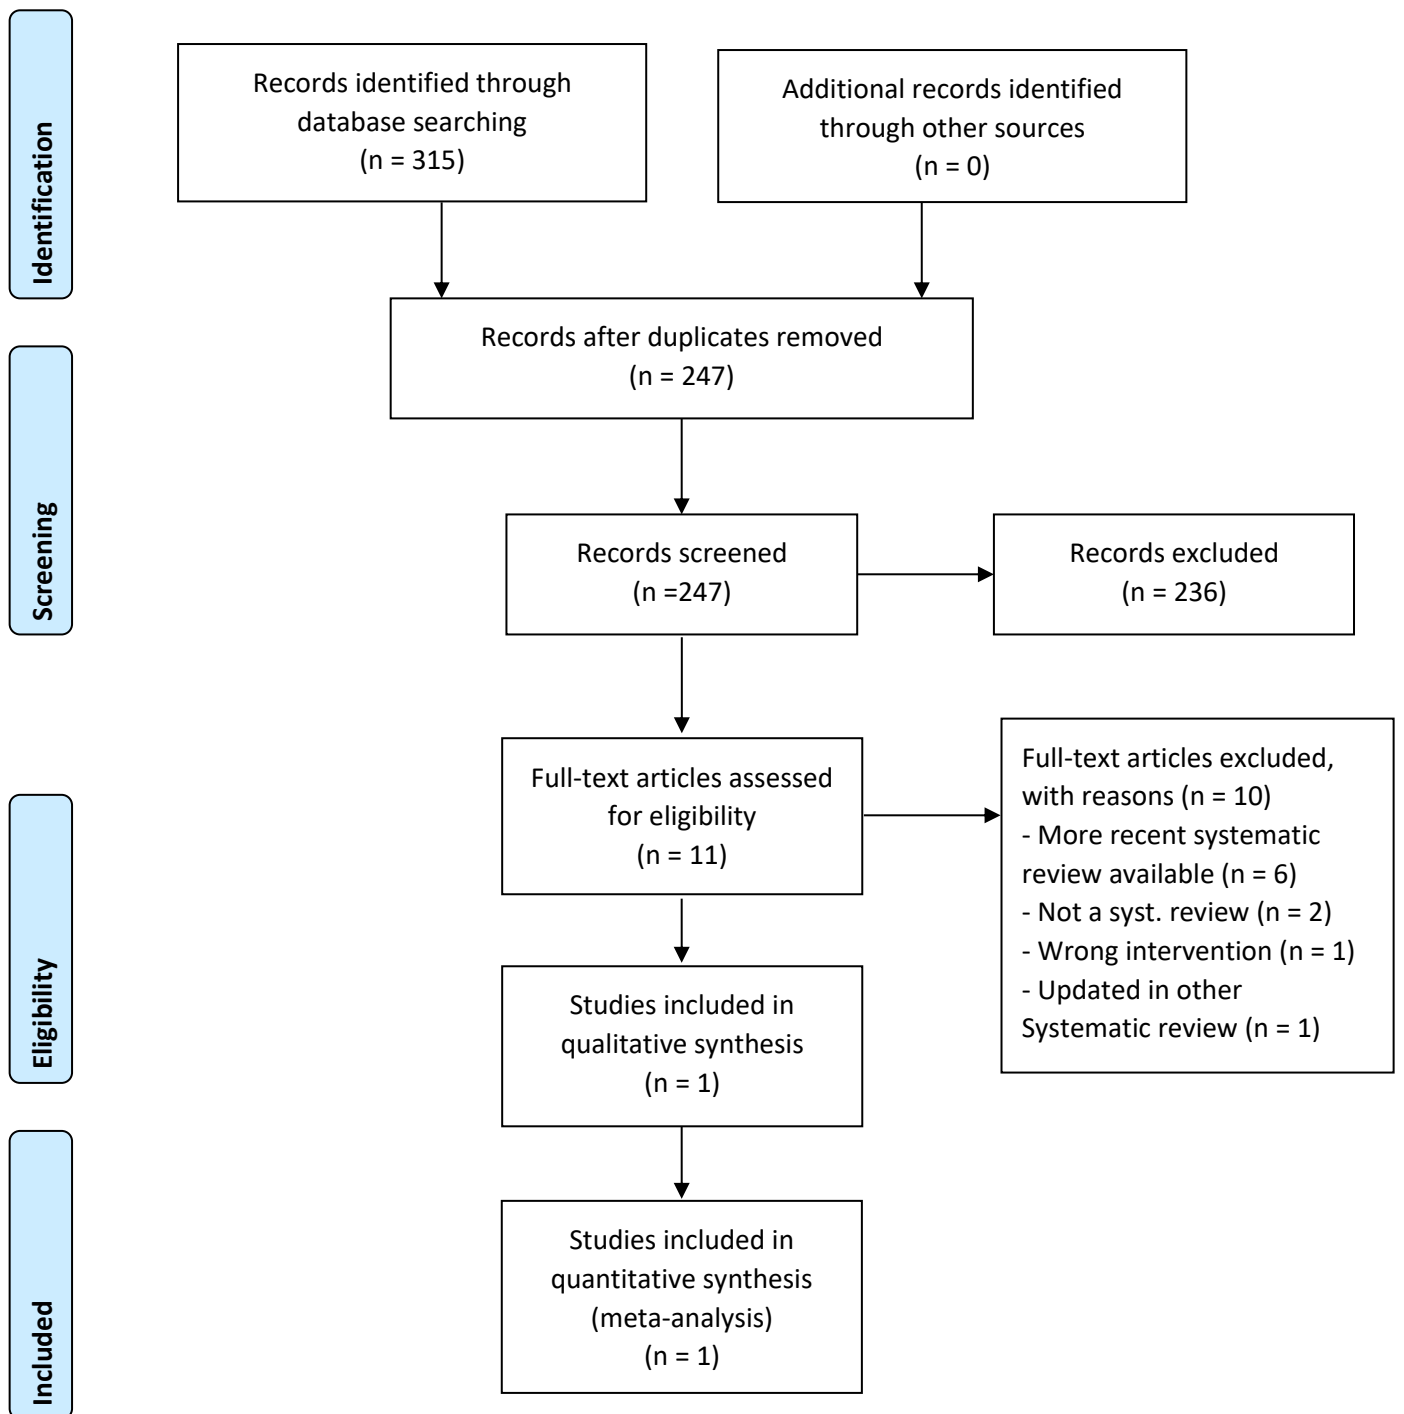 Identification
Records identified through
database searching
(n = 315)
Additional records identified
through other sources
(n = 0)
Records after duplicates removed
(n = 247)
Screening
Records screened
(n =247)
Records excluded
(n = 236)
Eligibility
Full-text articles assessed
for eligibility
(n = 11)
Full-text articles excluded,
with reasons (n = 10)
- More recent systematic
review available (n = 6)
- Not a syst. review (n = 2)
- Wrong intervention (n = 1)
- Updated in other
Systematic review (n = 1)
Studies included in
qualitative synthesis
(n = 1)
Included
Studies included in
quantitative synthesis
(meta-analysis)
(n = 1)